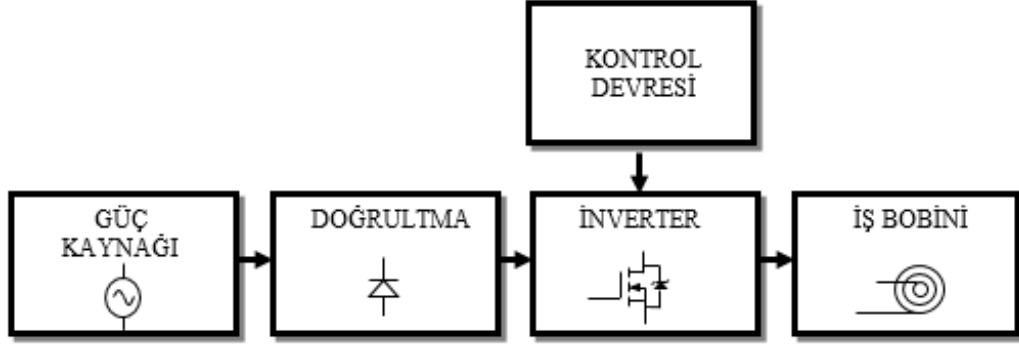 KONTROL
DEVRESİ
GÜÇ
KAYNAĞI
DOĞRULTMA
İNVERTER
İŞ BOBİNİ